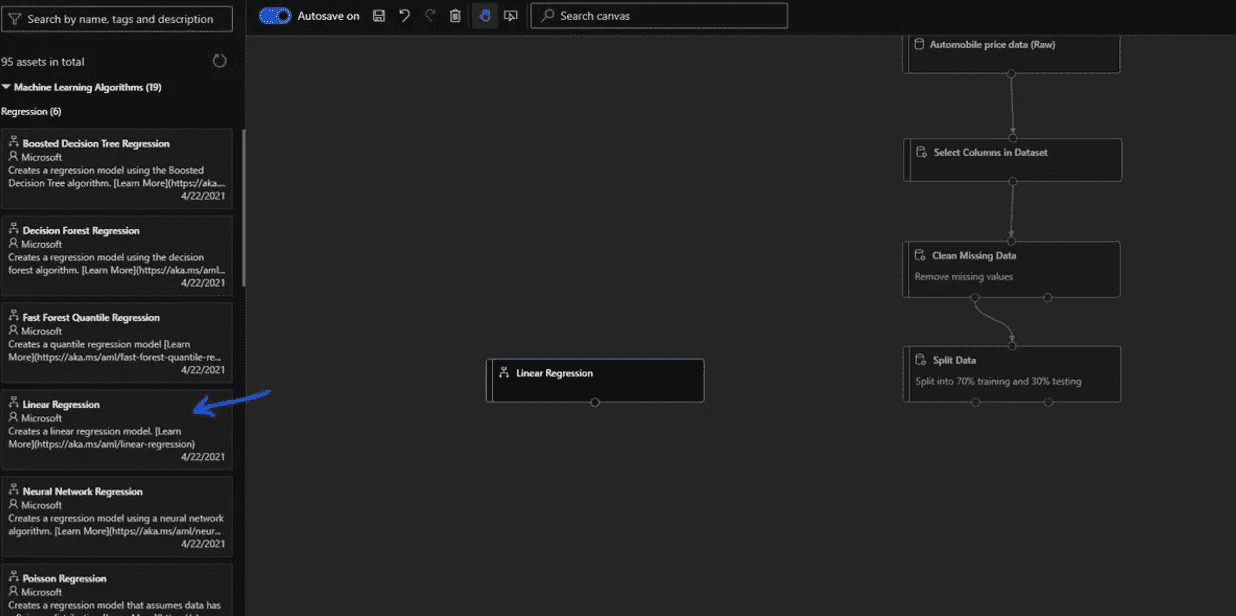 Search by name, tags and description
Autosave on
Search canvas
95 assets in total
Machine Learning Algorithms (19)
Regression (6)
Boosted Decision Tree Regression
Microsoft
Creates a regression model using the Boosted
Decision Tree algorithm. [Learn More](https://aka....
4/22/2021
Decision Forest Regression
Microsoft
Creates a regression model using the decision
forest algorithm. [Learn More](https://aka.ms/aml...
4/22/2021
Fast Forest Quantile Regression
Microsoft
Creates a quantile regression model [Learn
More](https://aka.ms/aml/fast-forest-quantile-re...
4/22/2021
Linear Regression
Microsoft
Creates a linear regression model. [Learn
More](https://aka.ms/aml/linear-regression)
4/22/2021
Neural Network Regression
Microsoft
Creates a regression model using a neural network
algorithm. [Learn More](https://aka.ms/aml/neur...
4/22/2021
Poisson Regression
Microsoft
Creates a regression model that assumes data has
Automobile price data (Raw)
Select Columns in Dataset
Clean Missing Data
Remove missing values
Linear Regression
Split Data
Split into 70% training and 30% testing